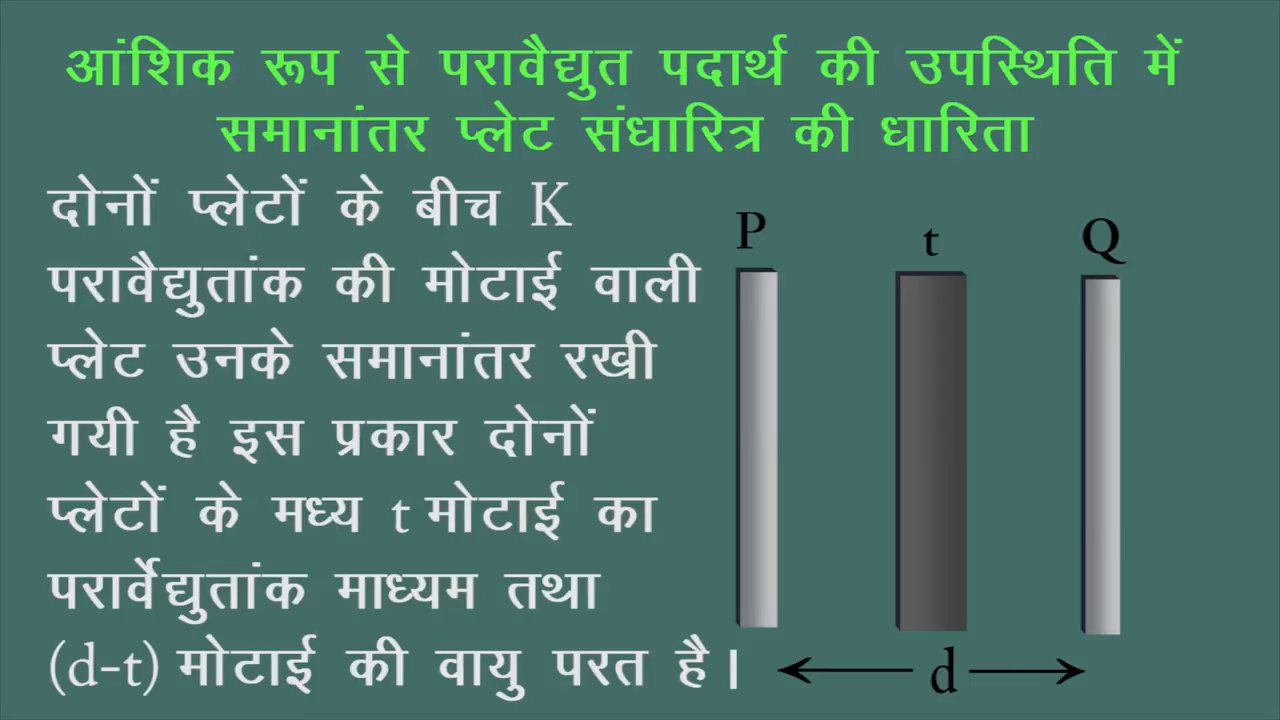 आंशिक रूप से परावैद्युत पदार्थ की उपस्थिति में
समानांतर प्लेट संधारित्र की धारिता
दोनों प्लेटों के बीच K
परावैद्युतांक की मोटाई वाली
प्लेट उनके समानांतर रखी
गयी है इस प्रकार दोनों
प्लेटों के मध्य t मोटाई का
परार्वेद्युतांक माध्यम तथा
(d-t) मोटाई की वायु परत है।
P t Q
d